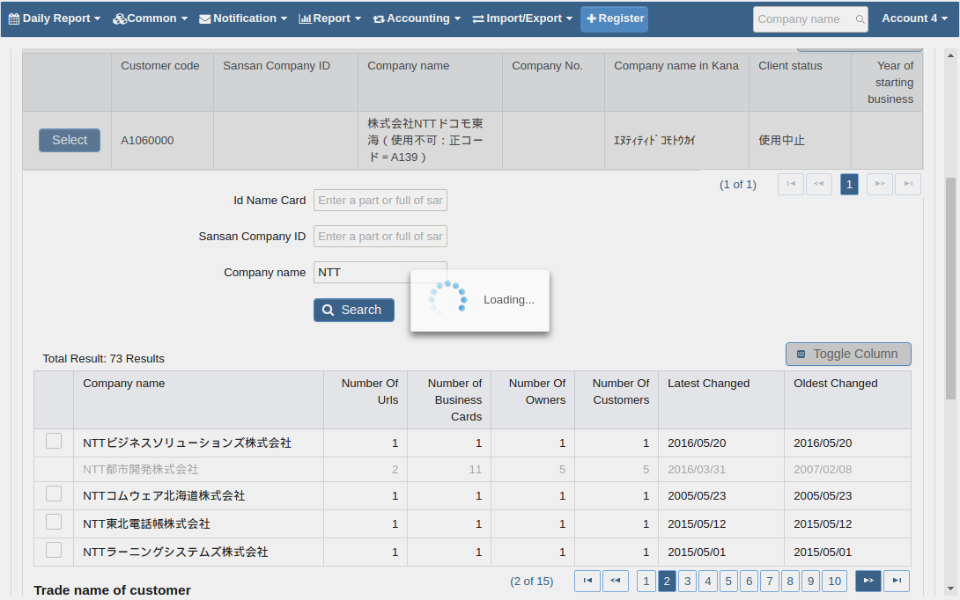 Daily Report Common Notification Report Accounting Import/Export Register Company name Account 4
Customer code Sansan Company ID Company name Company No. Company name in Kana Client status Year of
starting
business
Select A1060000 株式会社NTTドコモ東 ｴﾇﾃｨﾃｨﾄﾞｺﾓﾄｳｶｲ 使用中止
海（使用不可：正コー
ド＝A139）
(1 of 1) 1
Id Name Card Enter a part or full of sar
Sansan Company ID Enter a part or full of sar
Company name NTT
Loading...
Search
Total Result: 73 Results Toggle Column
Company name Number Of Number of Number Of Number Of Latest Changed Oldest Changed
Urls Business Owners Customers
Cards
NTTビジネスソリューションズ株式会社 1 1 1 1 2016/05/20 2016/05/20
NTT都市開発株式会社 2 11 5 5 2016/03/31 2007/02/08
NTTコムウェア北海道株式会社 1 1 1 1 2005/05/23 2005/05/23
NTT東北電話帳株式会社 1 1 1 1 2015/05/12 2015/05/12
NTTラーニングシステムズ株式会社 1 1 1 1 2015/05/01 2015/05/01
(2 of 15) 1 2 3 4 5 6 7 8 9 10
Trade name of customer